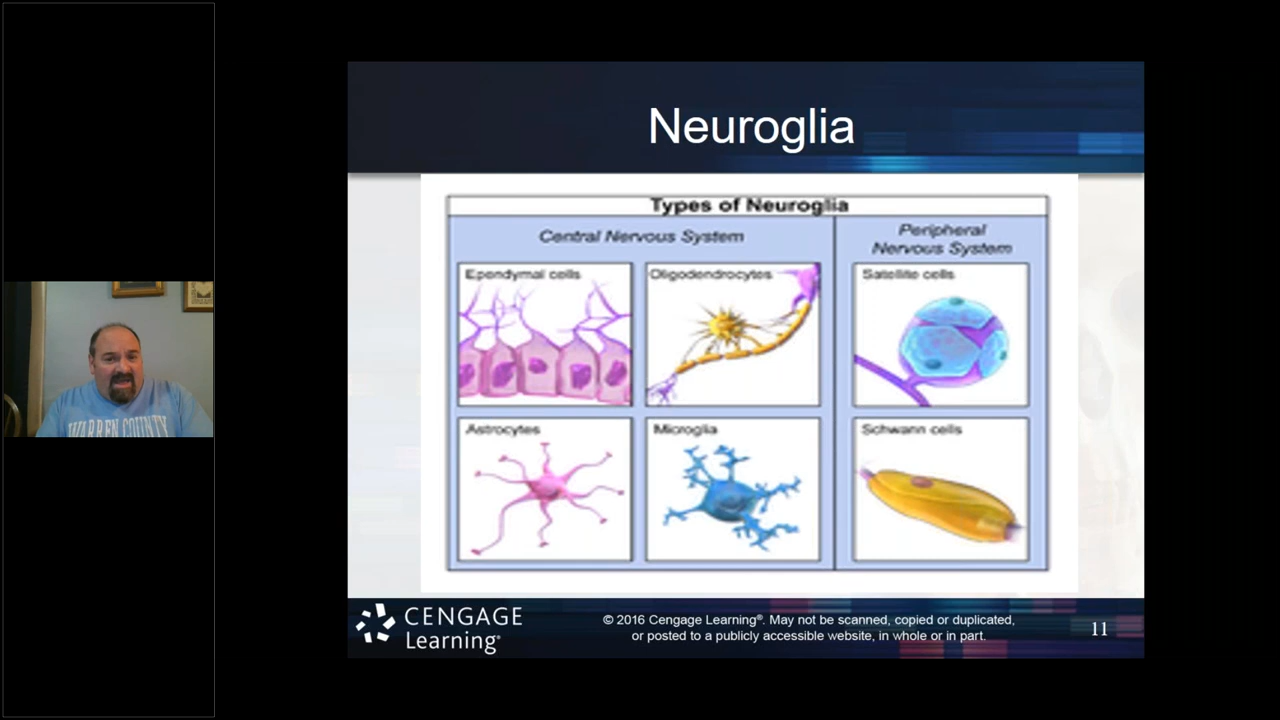 Neuroglia
Types of Neuroglia
Central Nervous System
Peripheral
Nervous System
Ependymal cells
Oligodendrocytes
Satellite cells
Astrocytes
Microglia
Schwann cells
WARREN COUNTY
CENGAGE
Learning®
© 2016 Cengage Learning®. May not be scanned, copied or duplicated,
or posted to a publicly accessible website, in whole or in part.
11